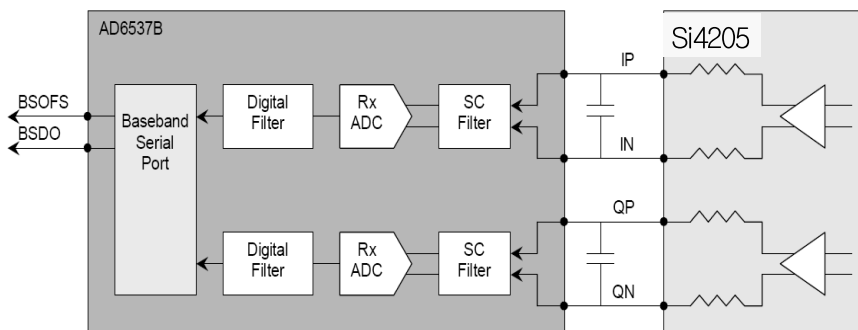 AD6537B
Si4205
IP
BSOFS
BSDO
Baseband
Serial
Port
Digital
Filter
Rx
ADC
SC
Filter
IN
QP
Digital
Filter
Rx
ADC
SC
Filter
QN